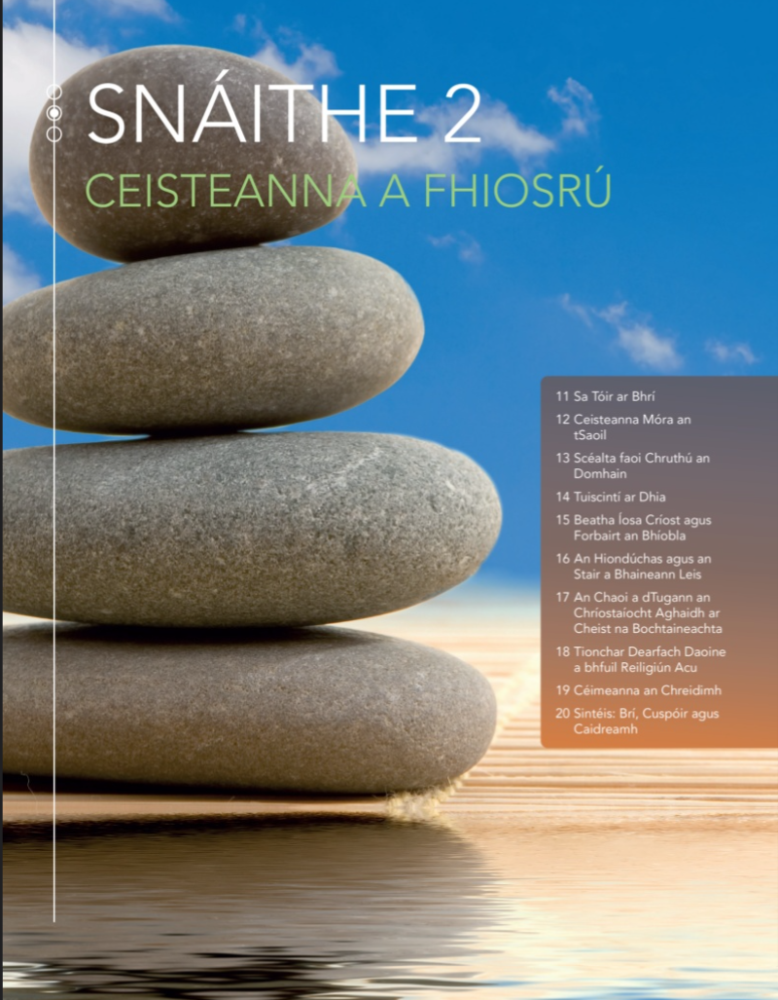 SNÁITHE 2
CEISTEANNA A FHIOSRÚ
11 Sa Tóir ar Bhrí
12 Ceisteanna Móra an
tSaoil
13 Scéalta faoi Chruthú an
Domhain
14 Tuiscintí ar Dhia
15 Beatha Íosa Críost agus
Forbairt an Bhíobla
16 An Hiondúchas agus an
Stair a Bhaineann Leis
17 An Chaoi a dTugann an
Chríostaíocht Aghaidh ar
Cheist na Bochtaineachta
18 Tionchar Dearfach Daoine
a bhfuil Reiligiún Acu
19 Céimeanna an Chreidimh
20 Sintéis: Brí, Cuspóir agus
Caidreamh